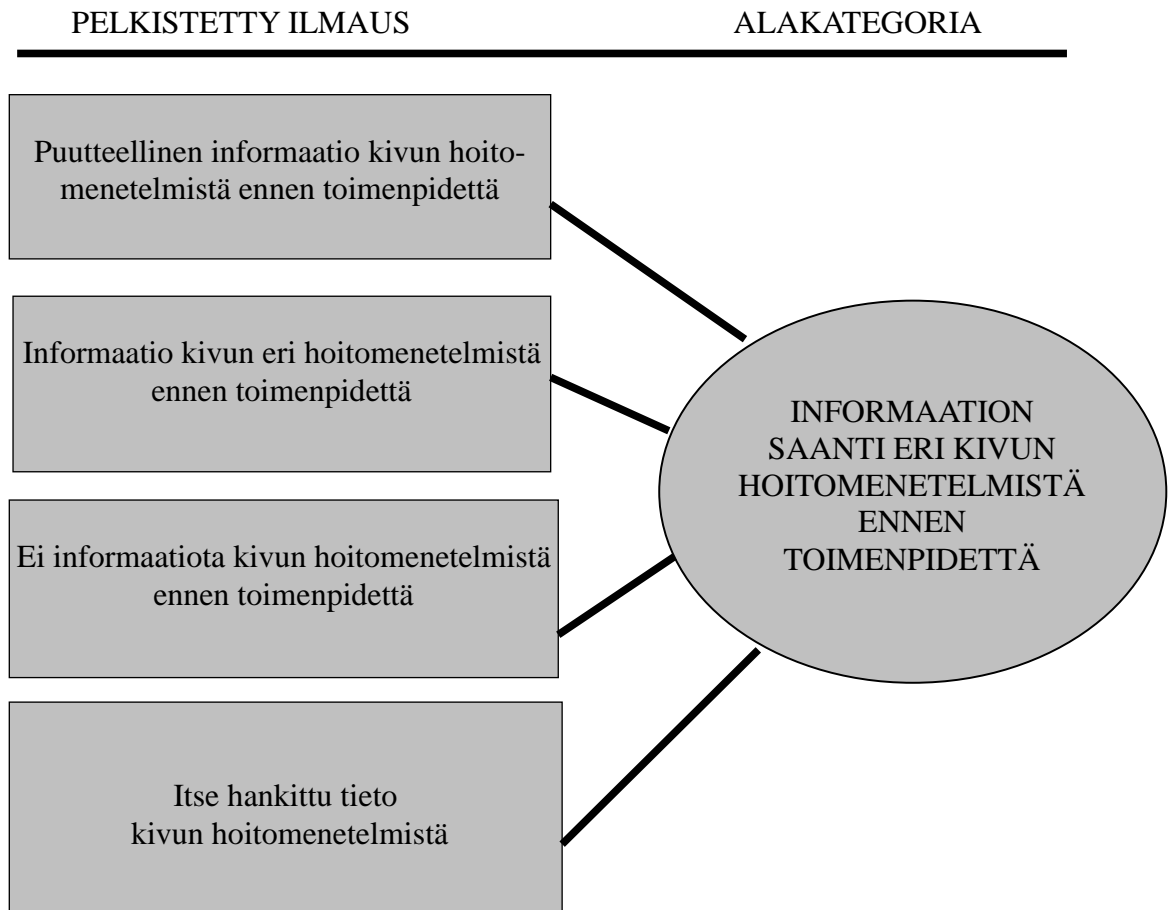 PELKISTETTY ILMAUS
ALAKATEGORIA
Puutteellinen informaatio kivun hoito-
menetelmistä ennen toimenpidettä
Informaatio kivun eri hoitomenetelmistä
ennen toimenpidettä
Ei informaatiota kivun hoitomenetelmistä
ennen toimenpidettä
Itse hankittu tieto
kivun hoitomenetelmistä
INFORMAATION
SAANTI ERI KIVUN
HOITOMENETELMISTÄ
ENNEN
TOIMENPIDETTÄ